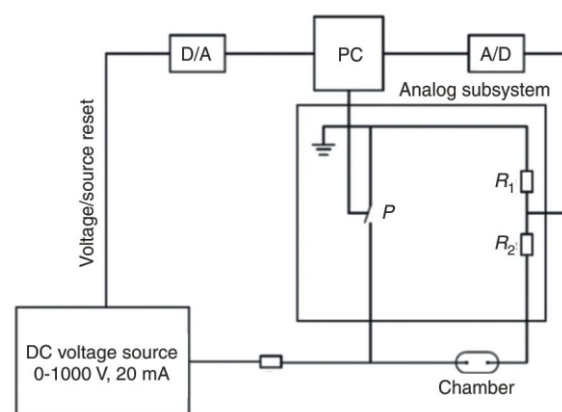 D/A
PC
A/D
Analog subsystem
Voltage/source reset
R1
P
R2
DC voltage source
0-1000 V, 20 mA
Chamber